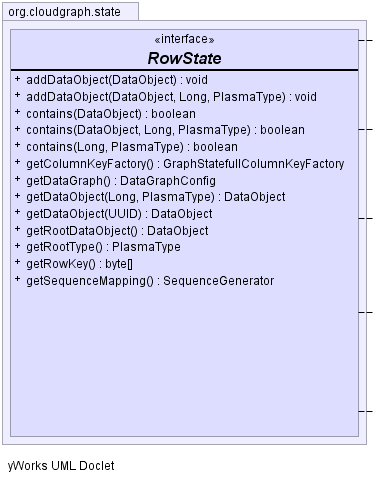 org.cloudgraph.state
«interface»
RowState
+ addDataObject(DataObject) : void
+ addDataObject(DataObject, Long, PlasmaType) : void
+ contains(DataObject) : boolean
+ contains(DataObject, Long, PlasmaType) : boolean
+ contains(Long, PlasmaType) : boolean
+ getColumnKeyFactory() : GraphStatefullColumnKeyFactory
+ getDataGraph() : DataGraphConfig
+ getDataObject(Long, PlasmaType) : DataObject
+ getDataObject(UUID) : DataObject
+ getRootDataObject() : DataObject
+ getRootType() : PlasmaType
+ getRowKey() : byte[]
+ getSequenceMapping() : SequenceGenerator
yWorks UML Doclet